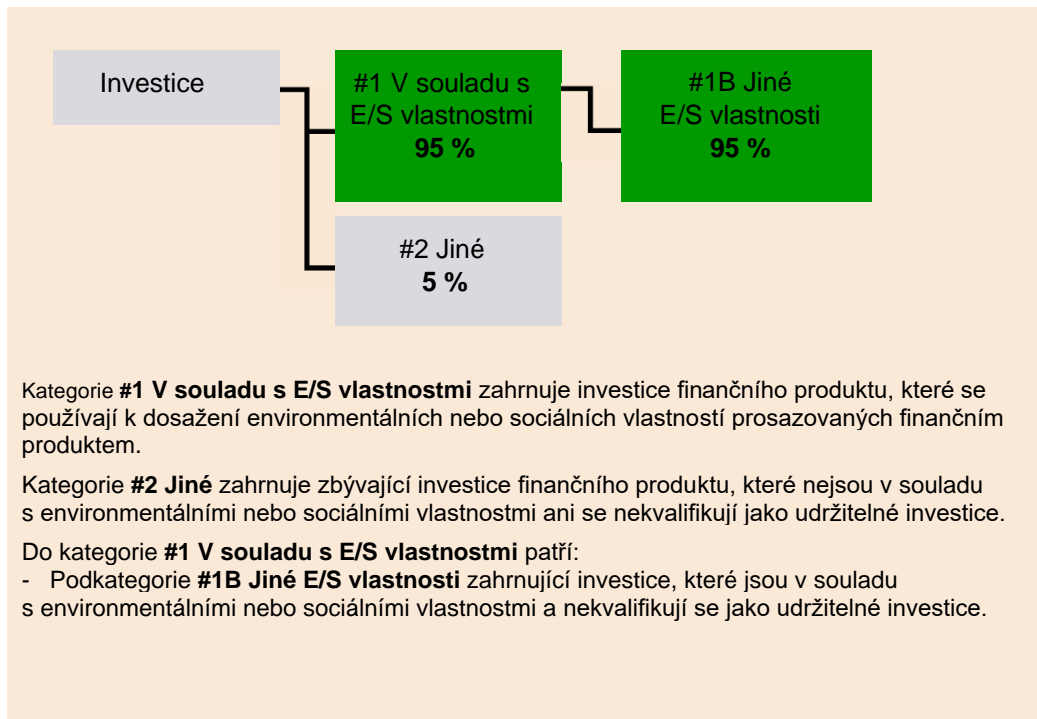 Investice
#1 V souladu s
E/S vlastnostmi
95 %
#1B Jiné
E/S vlastnosti
95 %
#2 Jiné
5 %
Kategorie #1 V souladu s E/S vlastnostmi zahrnuje investice finančního produktu, které se
používají k dosažení environmentálních nebo sociálních vlastností prosazovaných finančním
produktem.
Kategorie #2 Jiné zahrnuje zbývající investice finančního produktu, které nejsou v souladu
s environmentálními nebo sociálními vlastnostmi ani se nekvalifikují jako udržitelné investice.
Do kategorie #1 V souladu s E/S vlastnostmi patří:
- Podkategorie #1B Jiné E/S vlastnosti zahrnující investice, které jsou v souladu
s environmentálními nebo sociálními vlastnostmi a nekvalifikují se jako udržitelné investice.